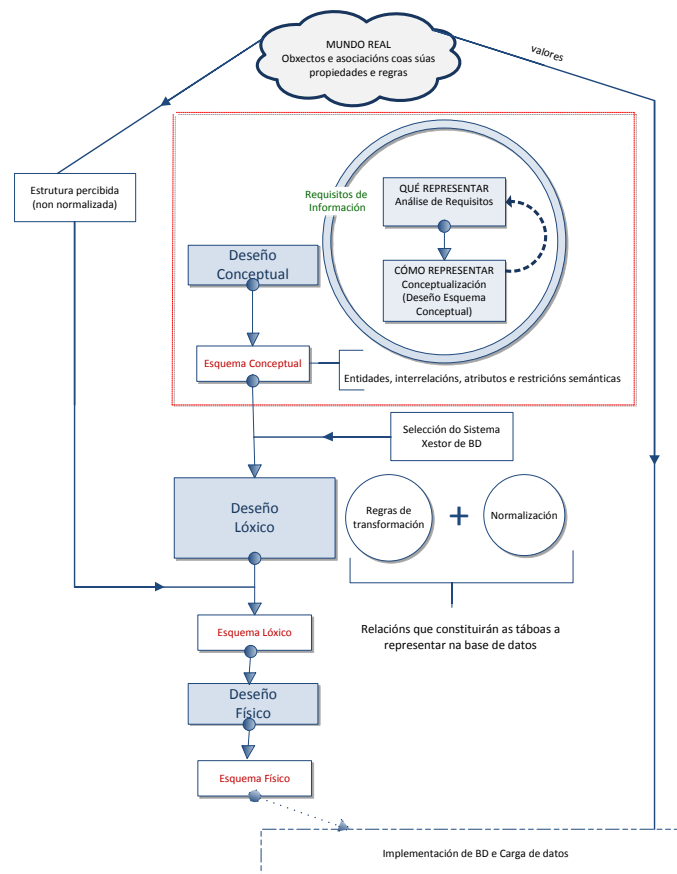 MUNDO REAL
Obxectos e asociacións coas súas
propiedades e regras
valores
Estrutura percibida
(non normalizada)
Requisitos de
Información
QUÉ REPRESENTAR
Análise de Requisitos
CÓMO REPRESENTAR
Conceptualización
(Deseño Esquema
Conceptual)
Deseño
Conceptual
Esquema Conceptual
Entidades, interrelacións, atributos e restricións semánticas
Selección do Sistema
Xestor de BD
Deseño
Lóxico
Regras de
transformación
+
Normalización
Esquema Lóxico
Relacións que constituirán as táboas a
representar na base de datos
Deseño
Físico
Esquema Físico
Implementación de BD e Carga de datos